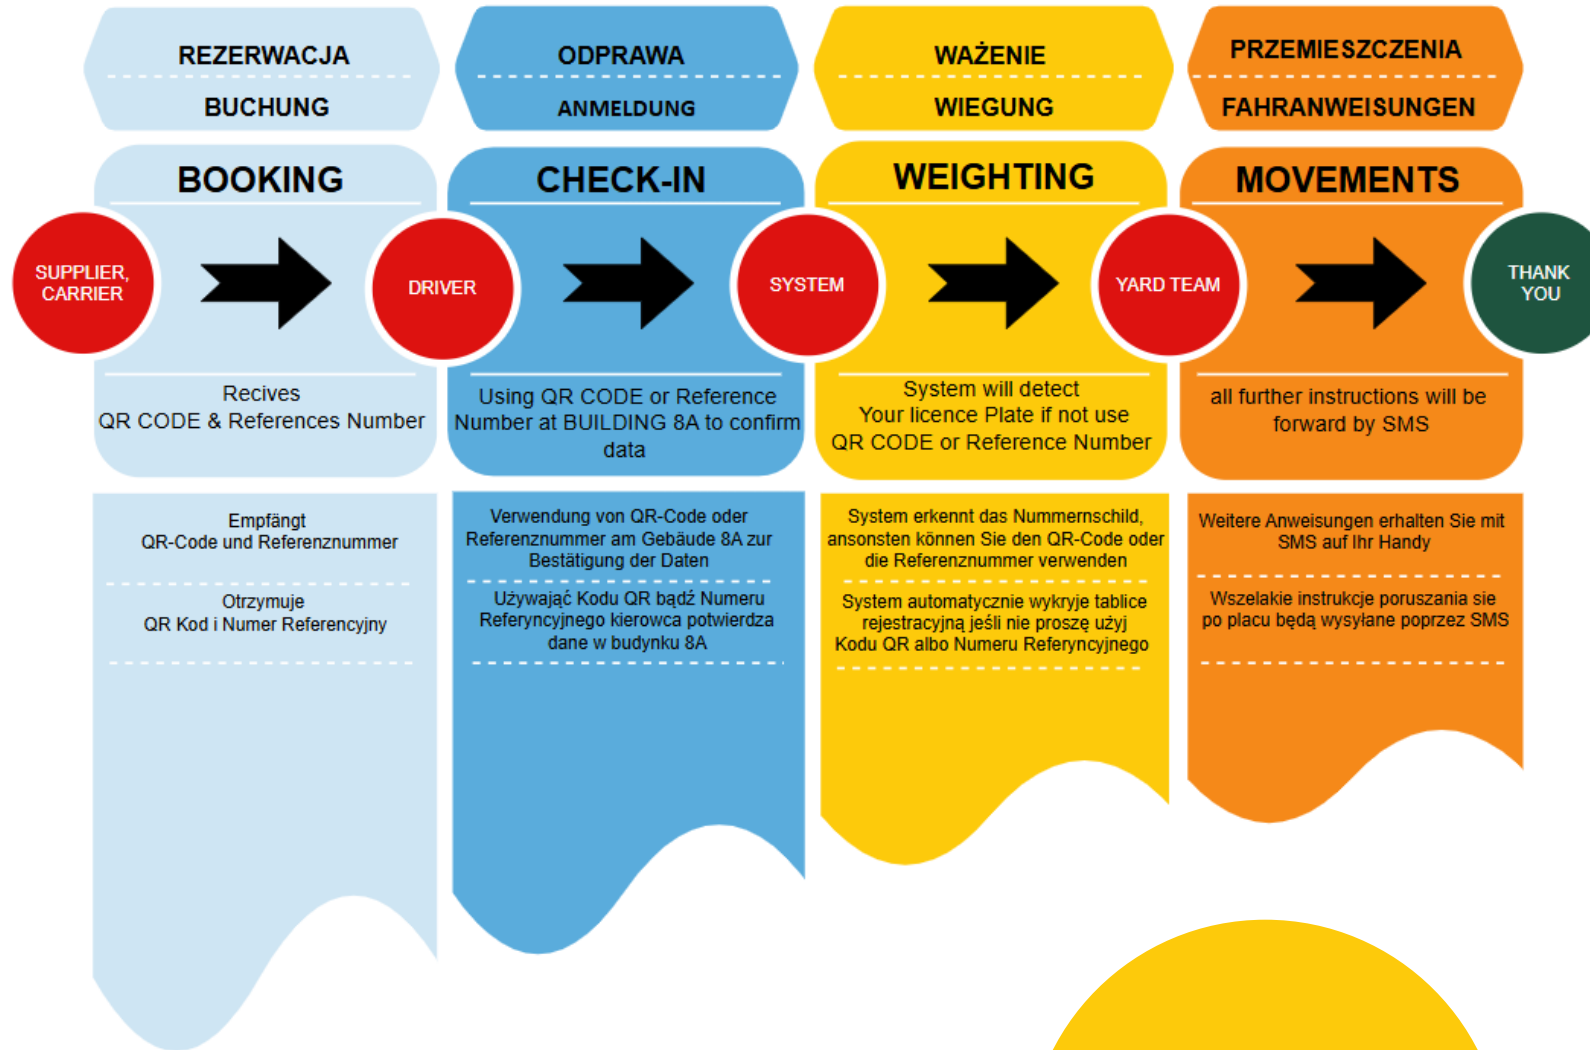 REZERWACJA
BUCHUNG
ODPRAWA
ANMELDUNG
WAŻENIE
WIEGUNG
PRZEMIESZCZENIA
FAHRANWEISUNGEN
BOOKING
CHECK-IN
WEIGHTING
MOVEMENTS
SUPPLIER,
CARRIER
DRIVER
SYSTEM
YARD TEAM
THANK
YOU
Recives
QR CODE & References Number
Using QR CODE or Reference
Number at BUILDING 8A to confirm
data
System will detect
Your licence Plate if not use
QR CODE or Reference Number
all further instructions will be
forward by SMS
Empfängt
QR-Code und Referenznummer
Otrzymuje
QR Kod i Numer Referencyjny
Verwendung von QR-Code oder
Referenznummer am Gebäude 8A zur
Bestätigung der Daten
Używająć Kodu QR bądź Numeru
Referyncyjnego kierowca potwierdza
dane w budynku 8A
System erkennt das Nummernschild,
ansonsten können Sie den QR-Code oder
die Referenznummer verwenden
System automatycznie wykryje tablice
rejestracyjną jeśli nie proszę użyj
Kodu QR albo Numeru Referyncyjnego
Weitere Anweisungen erhalten Sie mit
SMS auf Ihr Handy
Wszelakie instrukcje poruszania sie
po placu będą wysyłane poprzez SMS